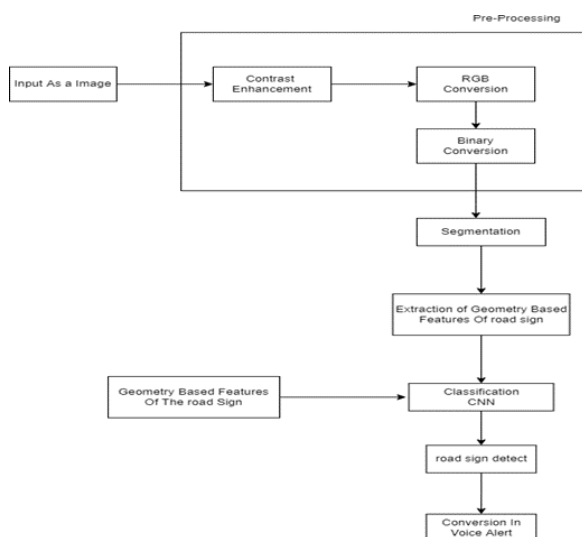 Pre-Processing
Input As a Image
Contrast
Enhancement
RGB
Conversion
Binary
Conversion
Segmentation
Extraction of Geometry Based
Features Of road sign
Geometry Based Features
Of The road Sign
Classification
CNN
road sign detect
Conversion In
Voice Alert